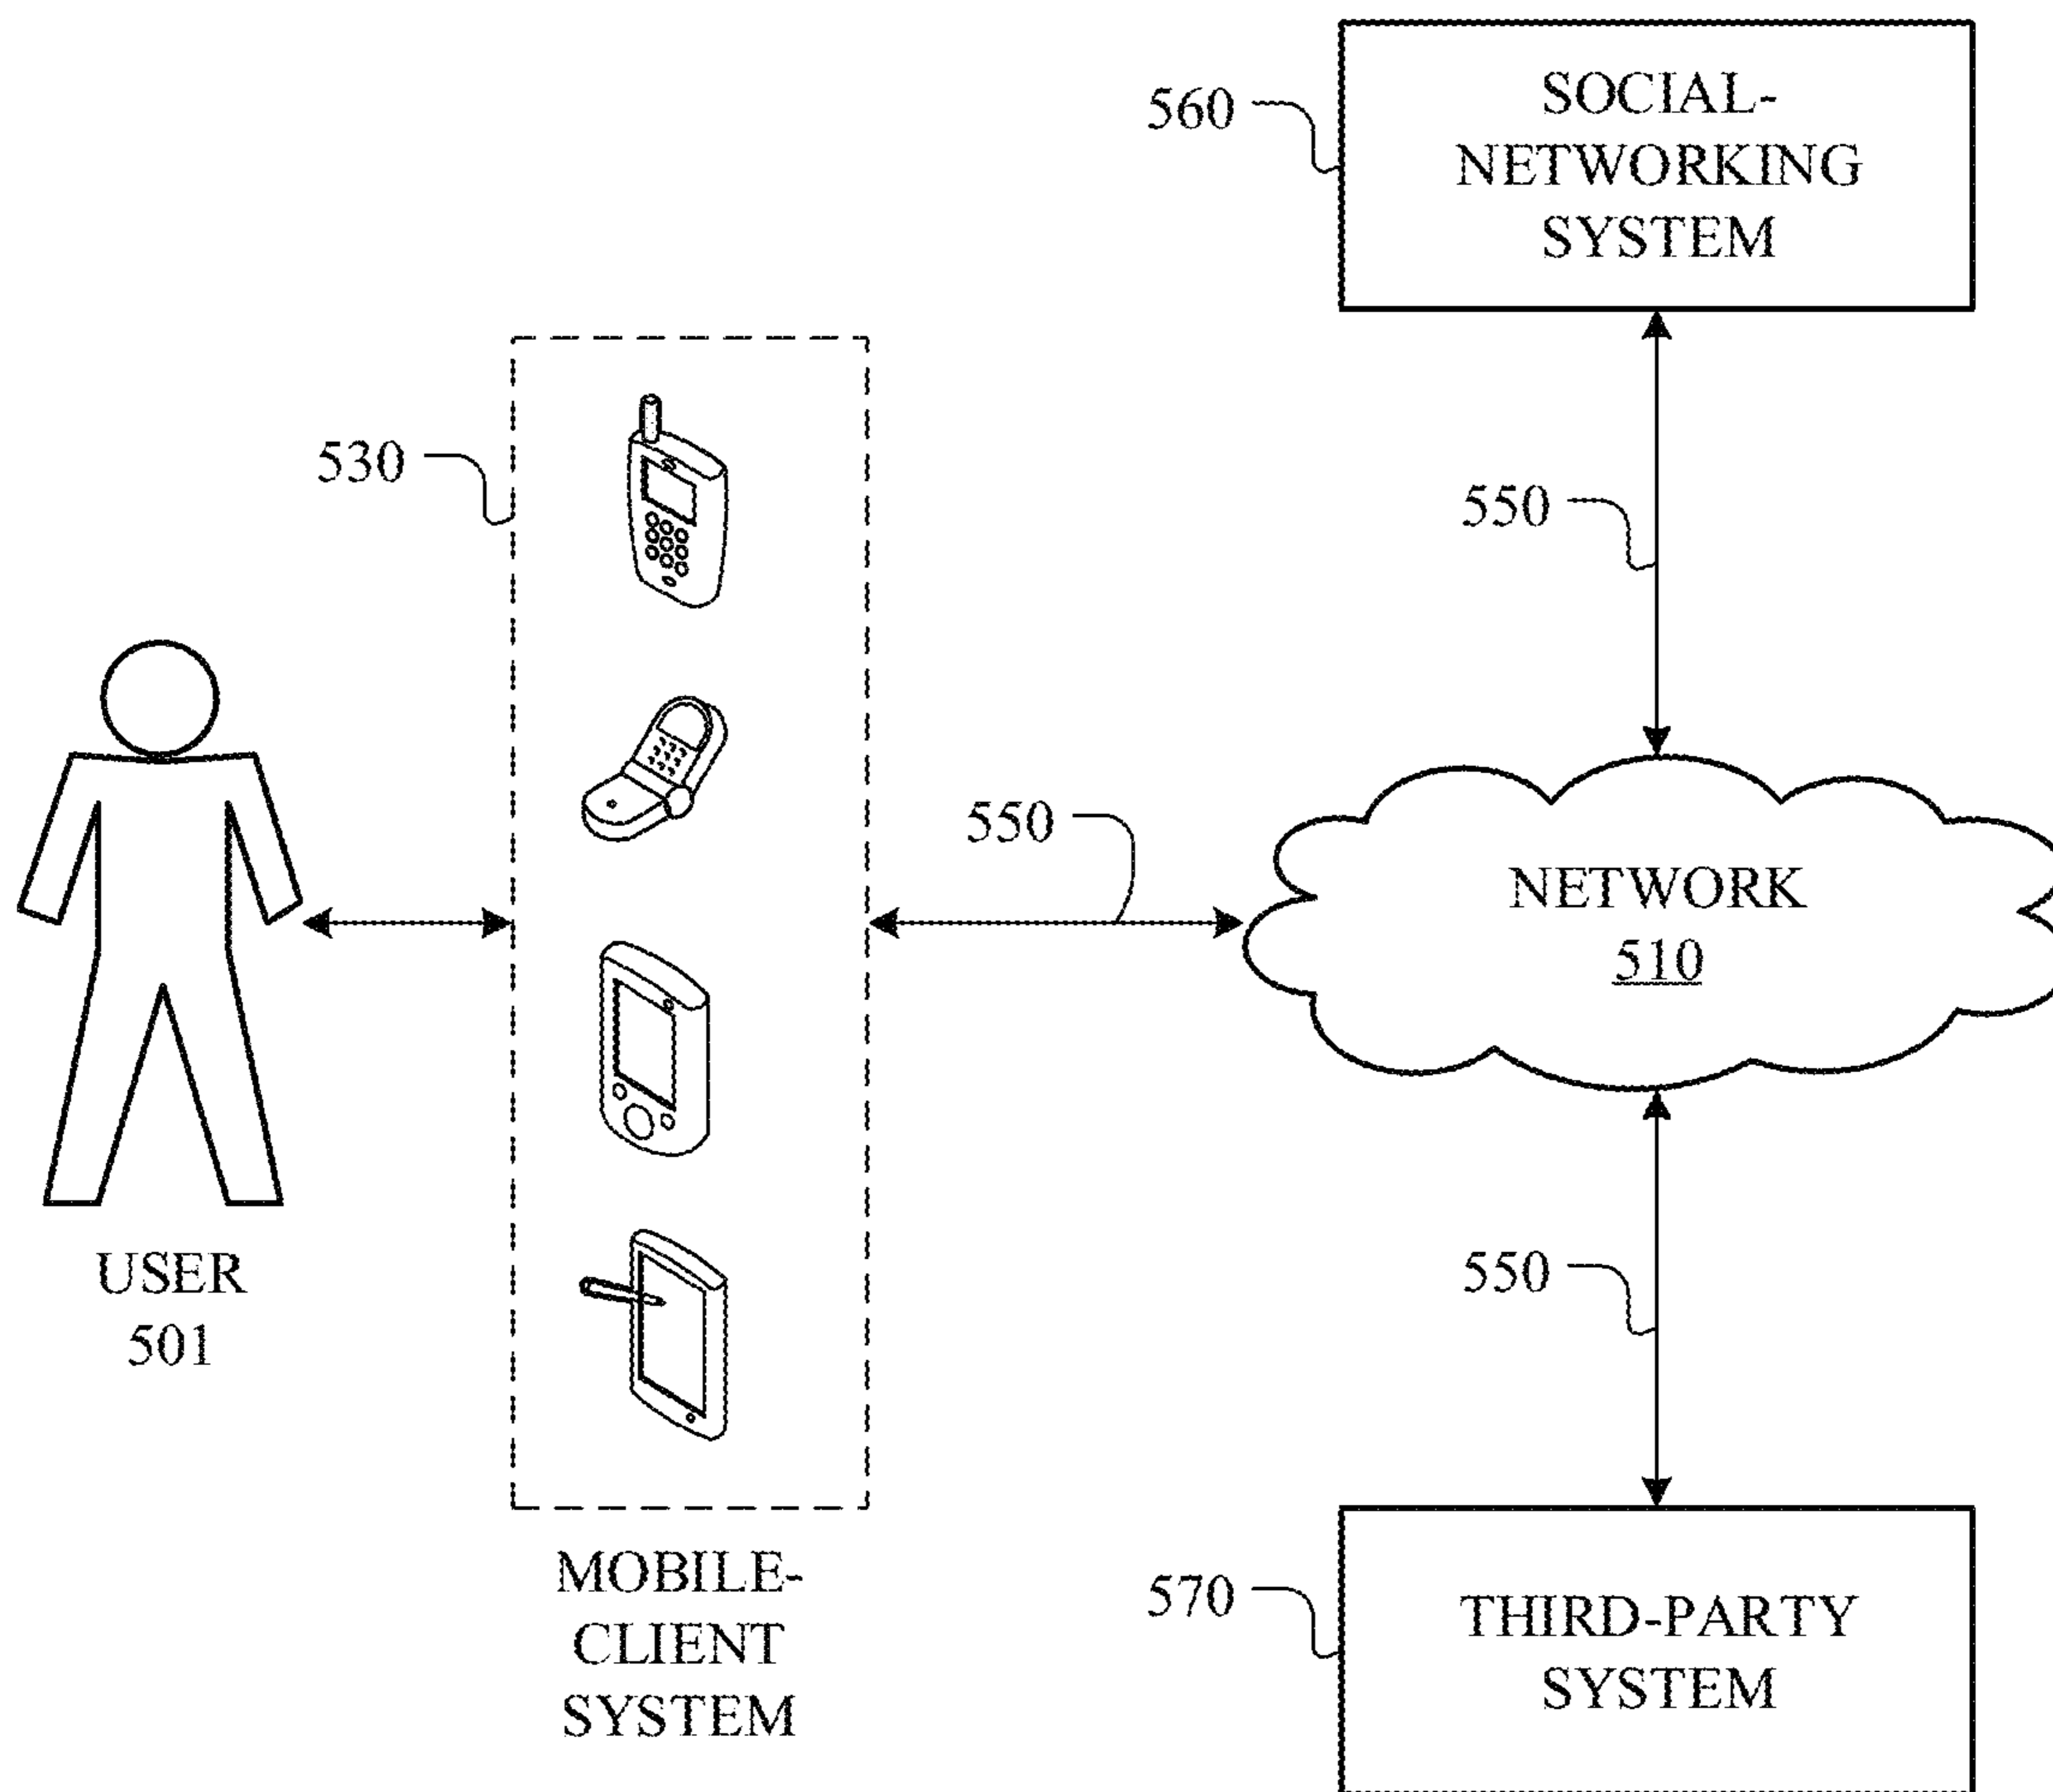 560
SOCIAL-
NETWORKING
SYSTEM
530
550
550
NETWORK
510
USER
501
550
MOBILE-
CLIENT
SYSTEM
570
THIRD-PARTY
SYSTEM